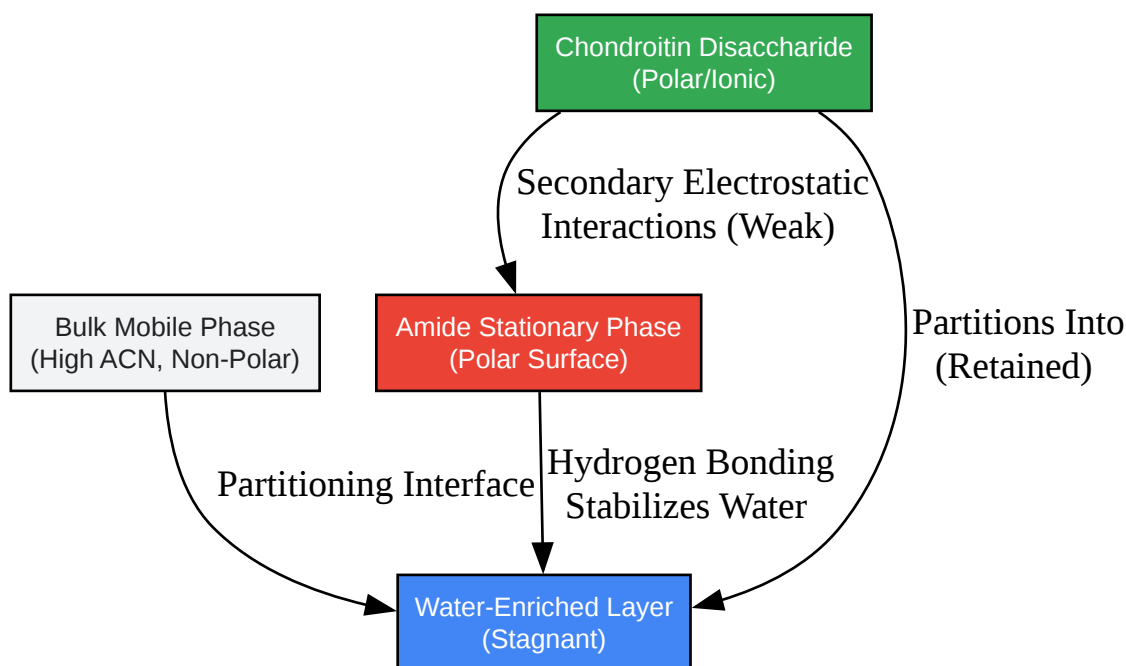 Chondroitin Disaccharide
(Polar/Ionic)
Secondary Electrostatic
Interactions (Weak)
Bulk Mobile Phase
(High ACN, Non-Polar)
Amide Stationary Phase
(Polar Surface)
Partitions Into
(Retained)
Partitioning Interface
Hydrogen Bonding
Stabilizes Water
Water-Enriched Layer
(Stagnant)